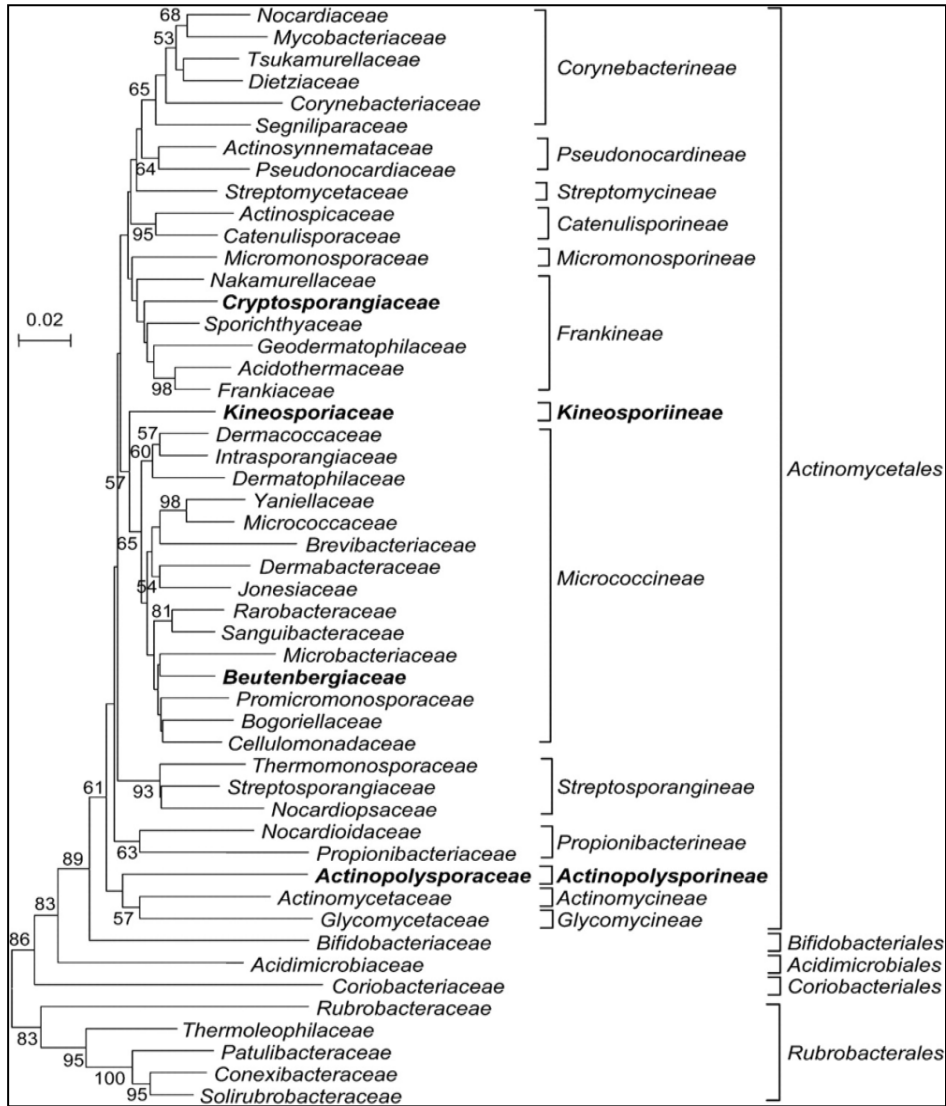 68 Nocardiaceae
53 Mycobacteriaceae
Tsukamurellaceae
Dietziaceae
Corynebacterineae
65 Corynebacteriaceae
Segniliparaceae
Actinosynnemataceae
Pseudonocardineae
64 Pseudonocardiaceae
Streptomycetaceae Streptomycineae
Actinospicaceae
Catenulisporineae
95 Catenulisporaceae
Micromonosporaceae Micromonosporineae
Nakamurellaceae
Cryptosporangiaceae
0.02 Sporichthyaceae
Frankineae
Geodermatophilaceae
Acidothermaceae
98 Frankiaceae
Kineosporiaceae Kineosporiineae
57 Dermacoccaceae
60 Intrasporangiaceae
Actinomycetales
57 Dermatophilaceae
98 Yaniellaceae
65 Micrococcaceae
Brevibacteriaceae
Dermabacteraceae
Micrococcineae
54 Jonesiaceae
81 Rarobacteraceae
Sanguibacteraceae
Microbacteriaceae
Beutenbergiaceae
Promicromonosporaceae
Bogoriellaceae
Cellulomonadaceae
Thermomonosporaceae
61 93 Streptosporangiaceae Streptosporangineae
Nocardiopsaceae
Nocardioidaceae
Propionibacterineae
89 63 Propionibacteriaceae
Actinopolysporaceae Actinopolysporineae
Actinomycetaceae Actinomycineae
83 57 Glycomycetaceae Glycomycineae
86 Bifidobacteriaceae Bifidobacteriales
Acidimicrobiaceae Acidimicrobiales
Coriobacteriaceae Coriobacteriales
Rubrobacteraceae
83 Thermoleophilaceae
Rubrobacterales
95 Patulibacteraceae
100 Conexibacteraceae
95 Solirubrobacteraceae